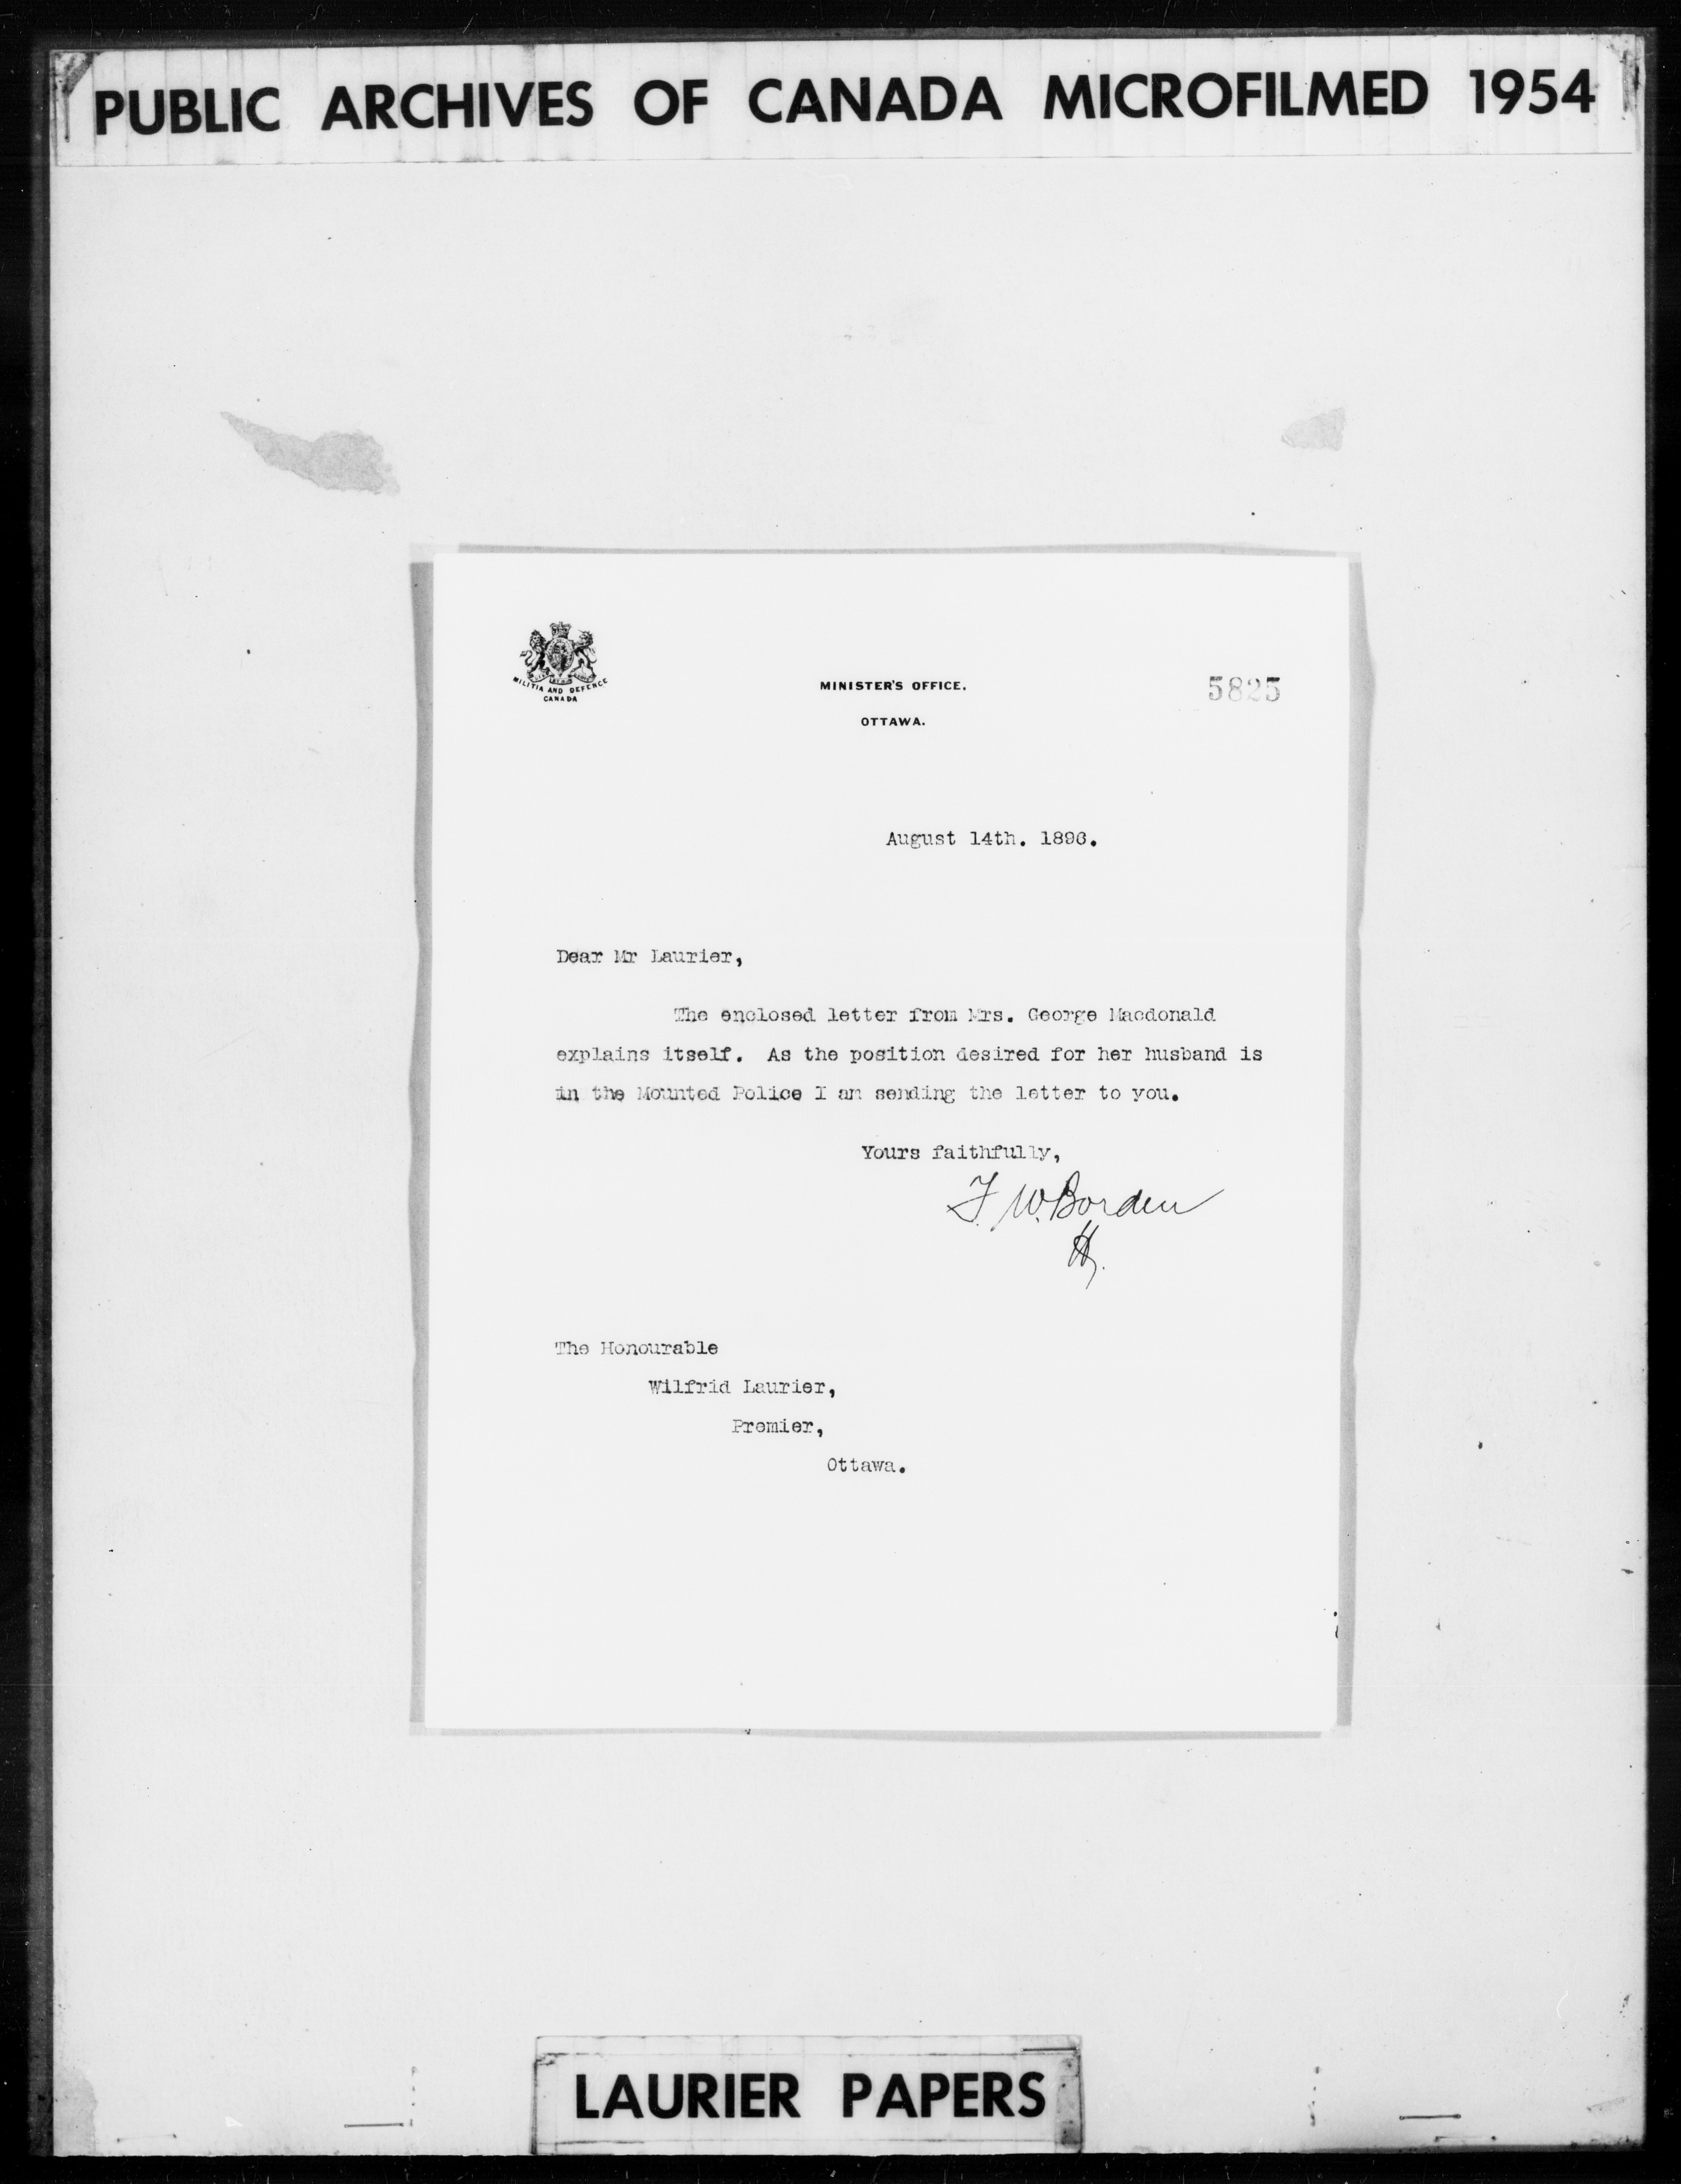 PUBLIC ARCHIVES OF CANADA MICROFILMED 1954
MILITIA AND DEFENCE
CANADA
MINISTER'S OFFICE.
5825
OTTAWA.
August 14th. 1896.
Dear Mr Laurier,
The enclosed letter from Mrs. George Macdonald
explains itself. As the position desired for her husband is
in the Mounted Police I am sending the letter to you.
Yours faithfully,
F. W. Borden
The Honourable
Wilfrid Laurier,
Premier,
Ottawa.
LAURIER PAPERS